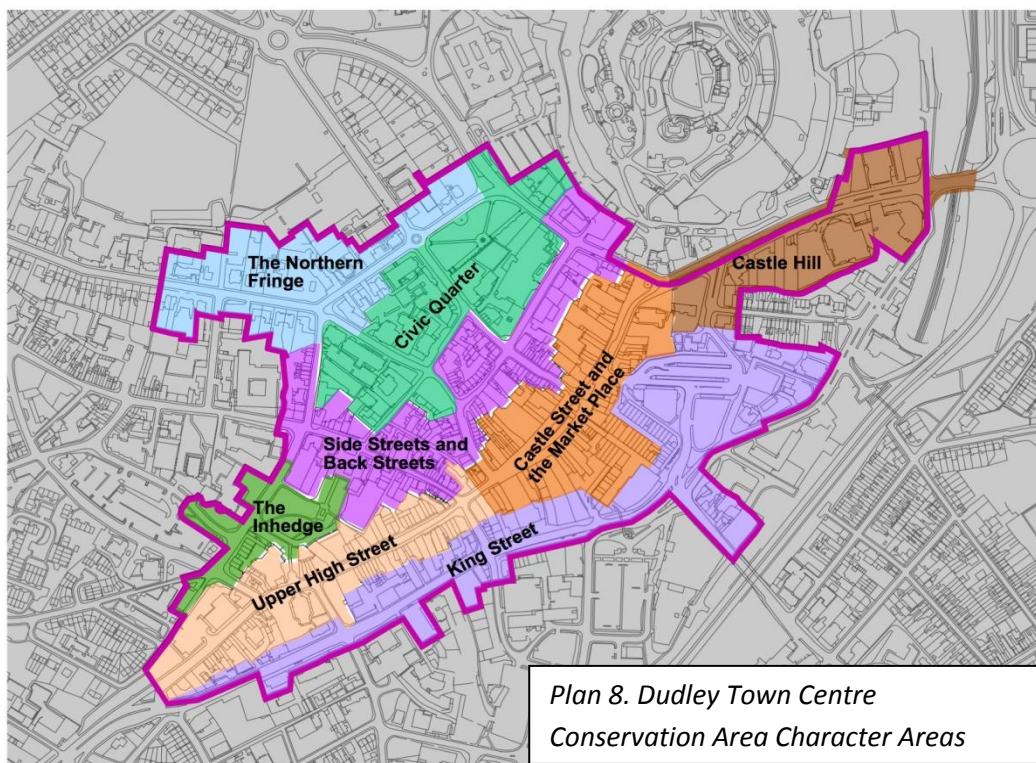 The Northern
Fringe
Civic Quarter
Castle Hill
Castle Street and
the Market Place
Side Streets and
Back Streets
The
Inhedge
Upper High Street
King Street
Plan 8. Dudley Town Centre
Conservation Area Character Areas